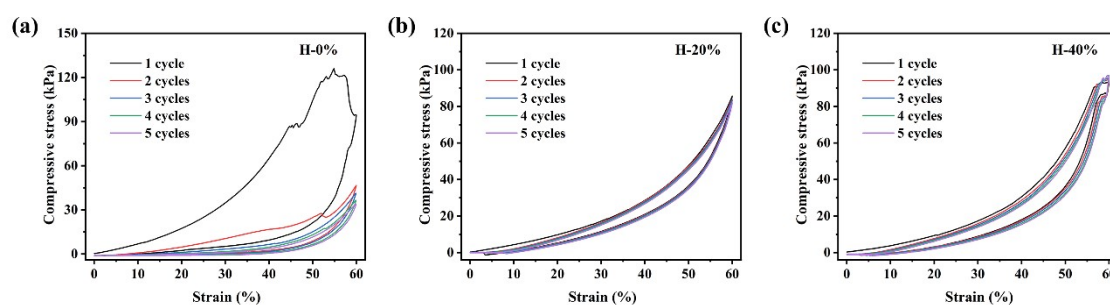 (a)
H-0%
1 cycle
2 cycles
3 cycles
4 cycles
5 cycles
Compressive stress (kPa)
150
120
90
60
30
0
0 10 20 30 40 50 60
Strain (%)
(b)
H-20%
1 cycle
2 cycles
3 cycles
4 cycles
5 cycles
Compressive stress (kPa)
120
100
80
60
40
20
0
0 10 20 30 40 50 60
Strain (%)
(c)
H-40%
1 cycle
2 cycles
3 cycles
4 cycles
5 cycles
Compressive stress (kPa)
120
100
80
60
40
20
0
0 10 20 30 40 50 60
Strain (%)